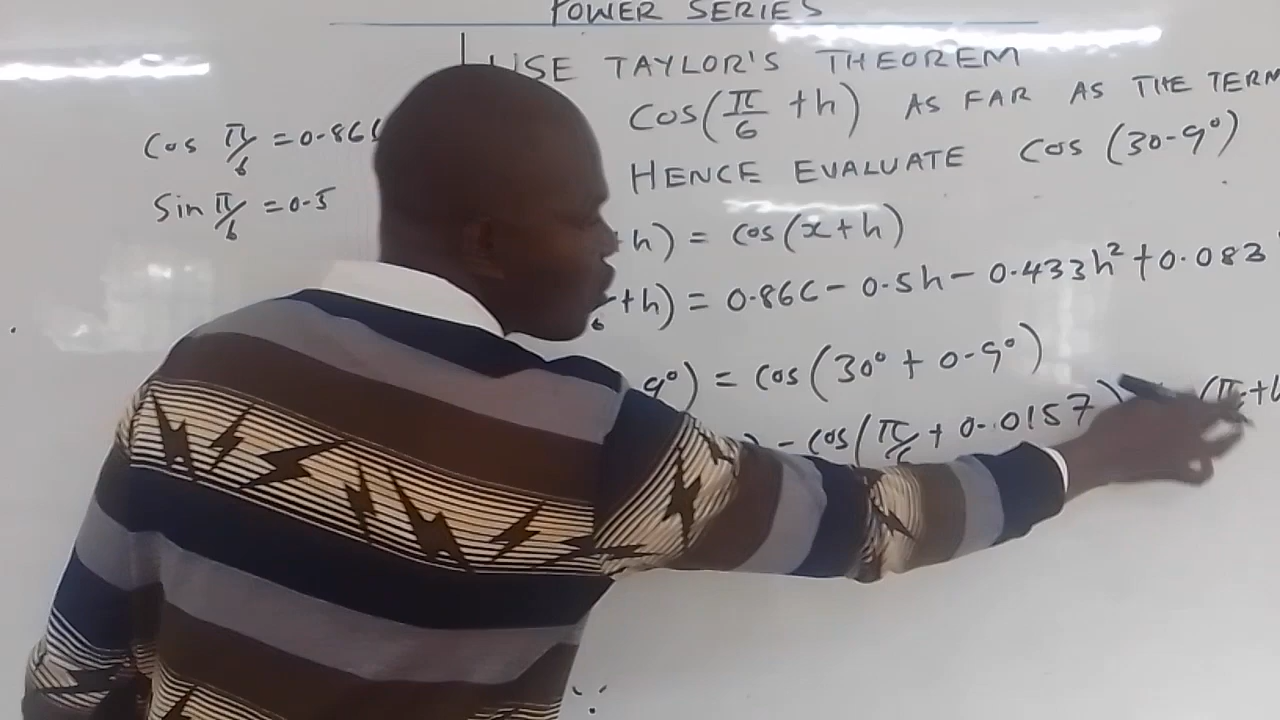 POWER SERIES
USE TAYLOR'S THEOREM
cos(π/6 + h) AS FAR AS THE TERM
HENCE EVALUATE cos (30.9°)
cos π/6 = 0.866
sin π/6 = 0.5
+h) = cos(x+h)
+h) = 0.866 - 0.5h - 0.433h² + 0.083
9°) = cos(30° + 0.9°)
= cos(π/6 + 0.0157) (π/6 + h